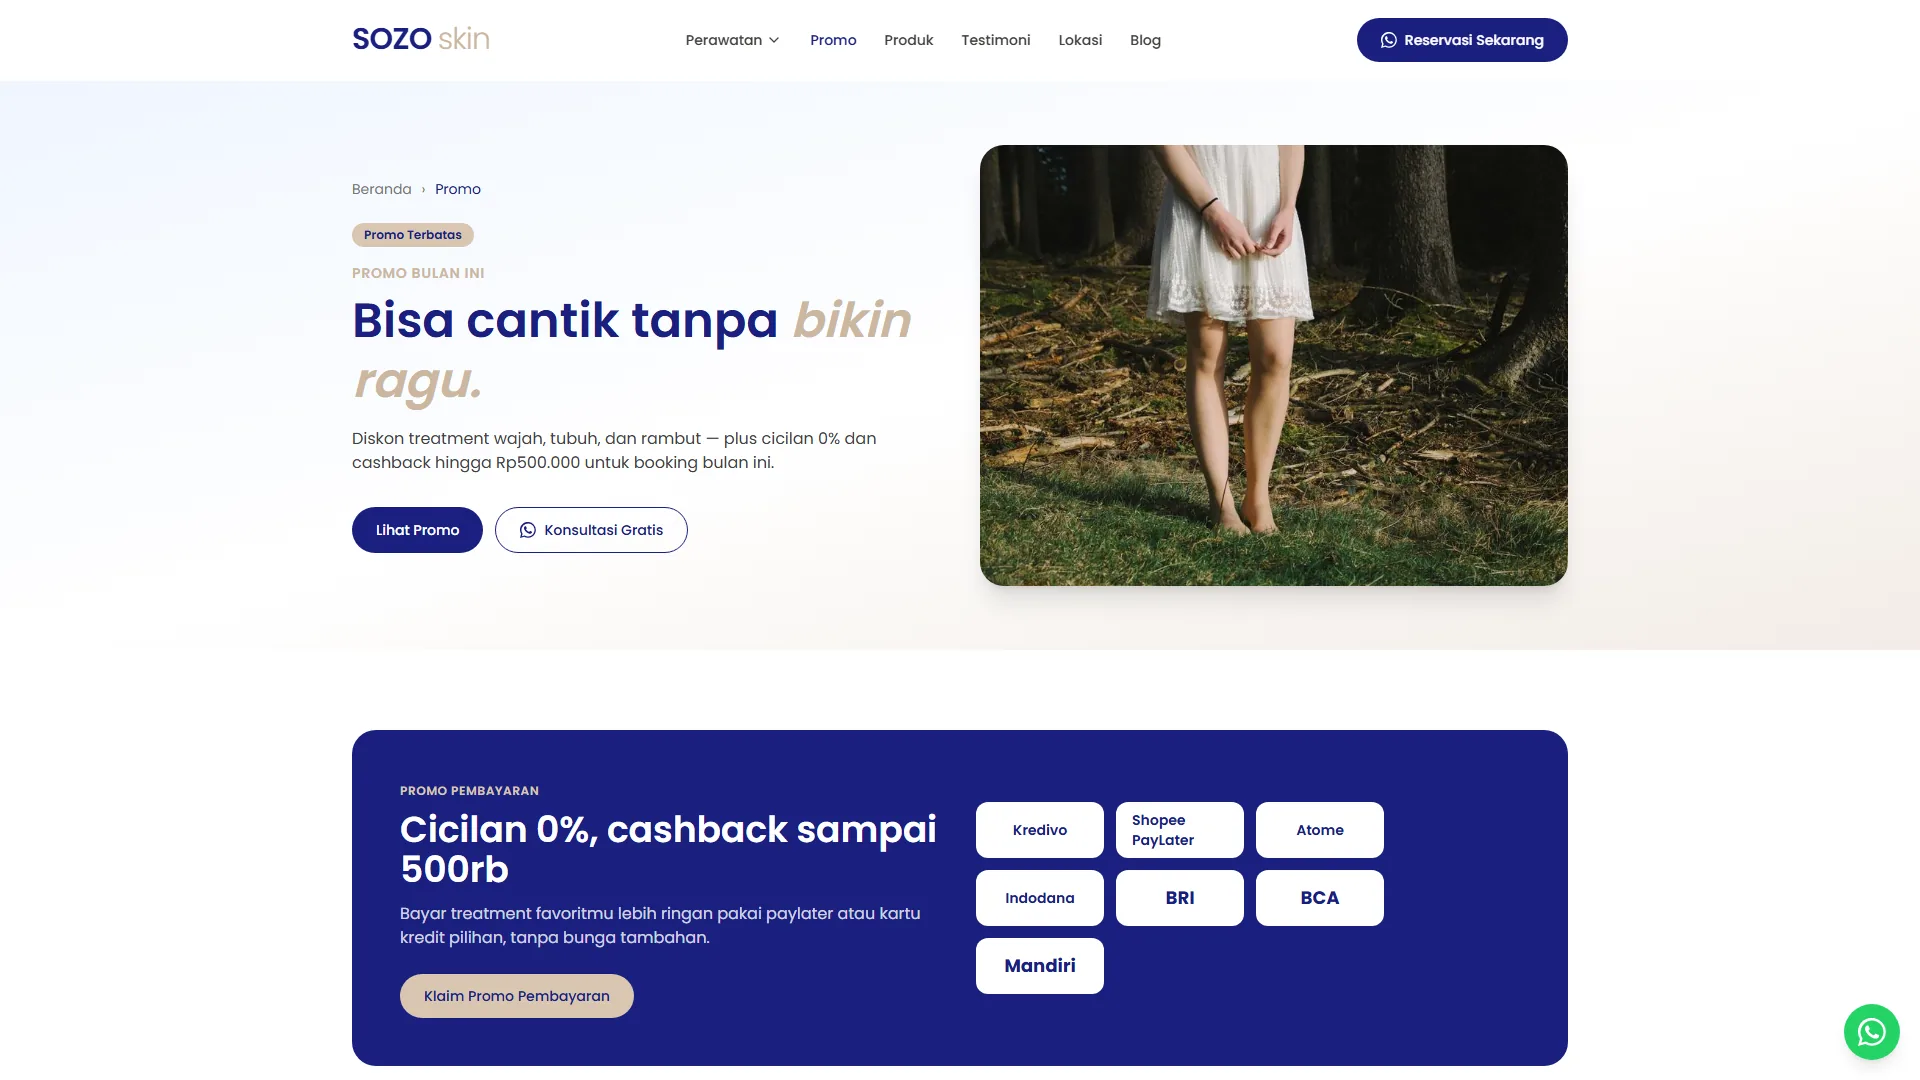 SOZO skin
Perawatan
Promo
Produk
Testimoni
Lokasi
Blog
Reservasi Sekarang
Beranda › Promo
Promo Terbatas
PROMO BULAN INI
Bisa cantik tanpa bikin
ragu.
Diskon treatment wajah, tubuh, dan rambut — plus cicilan 0% dan
cashback hingga Rp500.000 untuk booking bulan ini.
Lihat Promo
Konsultasi Gratis
PROMO PEMBAYARAN
Cicilan 0%, cashback sampai
500rb
Bayar treatment favoritmu lebih ringan pakai paylater atau kartu
kredit pilihan, tanpa bunga tambahan.
Klaim Promo Pembayaran
Kredivo
Shopee
PayLater
Atome
Indodana
BRI
BCA
Mandiri